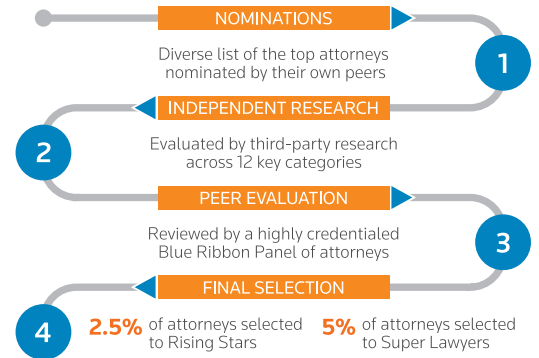 NOMINATIONS
Diverse list of the top attorneys
nominated by their own peers
1
INDEPENDENT RESEARCH
Evaluated by third-party research
across 12 key categories
2
PEER EVALUATION
Reviewed by a highly credentialed
Blue Ribbon Panel of attorneys
3
FINAL SELECTION
4
2.5% of attorneys selected
to Rising Stars
5% of attorneys selected
to Super Lawyers